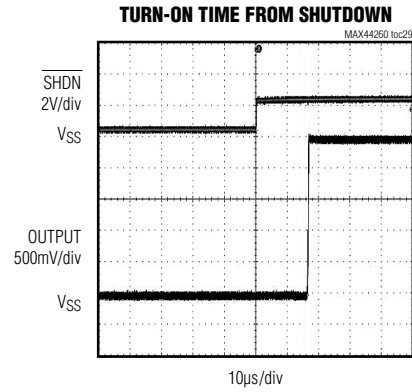 TURN-ON TIME FROM SHUTDOWN
MAX44260 toc29
SHDN
2V/div
VSS
OUTPUT
500mV/div
VSS
10µs/div